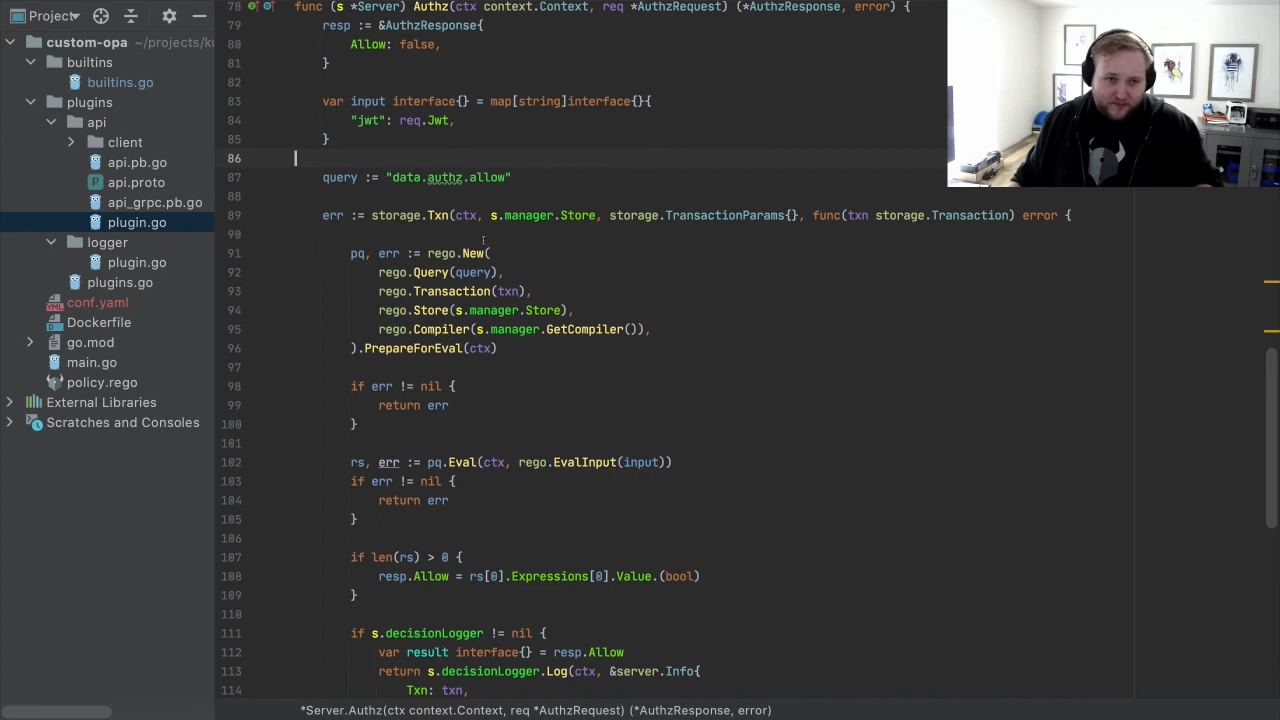 Project
custom-opa ~/projects/ku
builtins
builtins.go
plugins
api
client
api.pb.go
api.proto
api_grpc.pb.go
plugin.go
logger
plugin.go
plugins.go
conf.yaml
Dockerfile
go.mod
main.go
policy.rego
External Libraries
Scratches and Consoles
78 func (s *Server) Authz(ctx context.Context, req *AuthzRequest) (*AuthzResponse, error) {
79 resp := &AuthzResponse{
80 Allow: false,
81 }
82
83 var input interface{} = map[string]interface{}{
84 "jwt": req.Jwt,
85 }
86
87 query := "data.authz.allow"
88
89 err := storage.Txn(ctx, s.manager.Store, storage.TransactionParams{}, func(txn storage.Transaction) error {
90
91 pq, err := rego.New(
92 rego.Query(query),
93 rego.Transaction(txn),
94 rego.Store(s.manager.Store),
95 rego.Compiler(s.manager.GetCompiler()),
96 ).PrepareForEval(ctx)
97
98 if err != nil {
99 return err
100 }
101
102 rs, err := pq.Eval(ctx, rego.EvalInput(input))
103 if err != nil {
104 return err
105 }
106
107 if len(rs) > 0 {
108 resp.Allow = rs[0].Expressions[0].Value.(bool)
109 }
110
111 if s.decisionLogger != nil {
112 var result interface{} = resp.Allow
113 return s.decisionLogger.Log(ctx, &server.Info{
114 Txn: txn,
*Server.Authz(ctx context.Context, req *AuthzRequest) (*AuthzResponse, error)